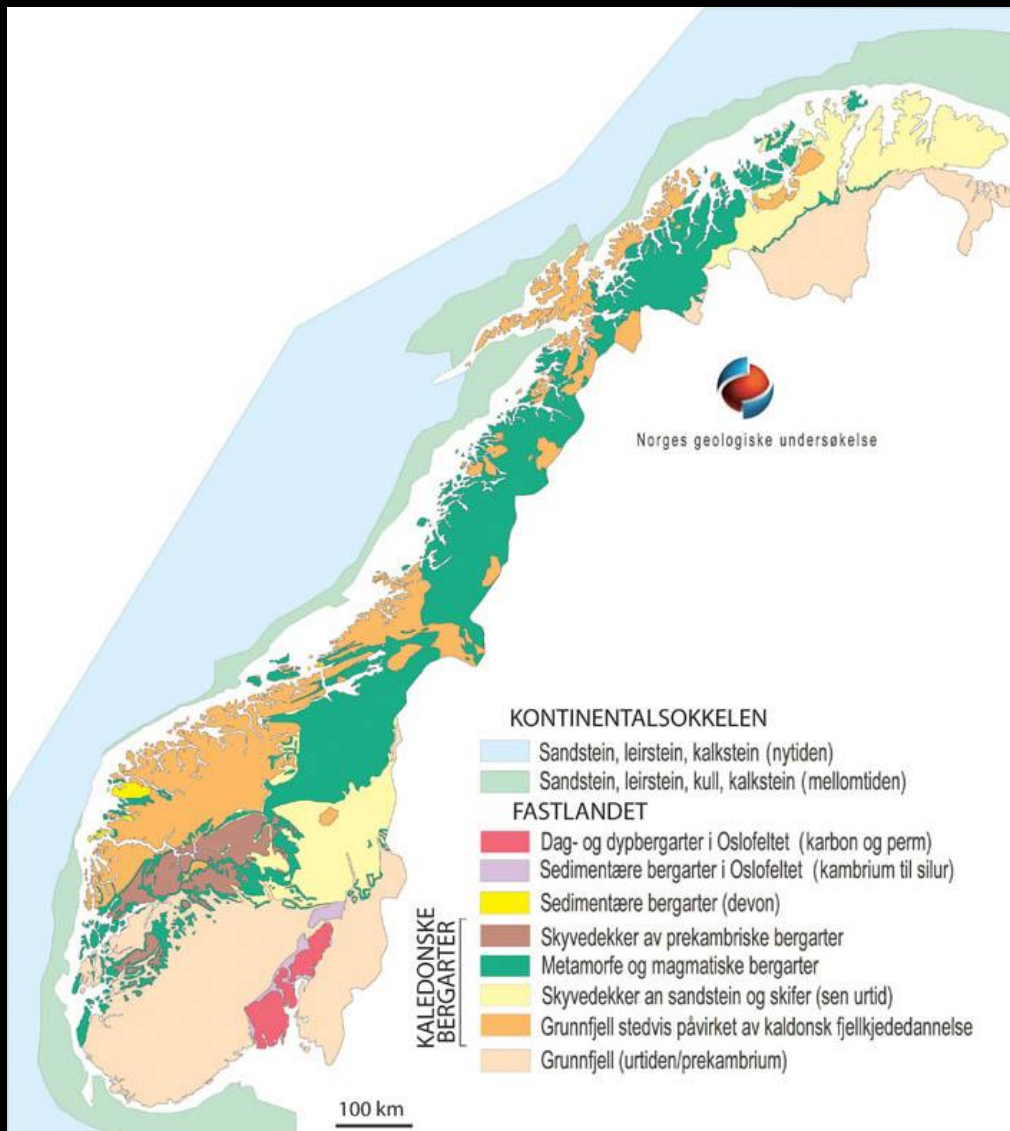 Norges geologiske undersøkelse
KONTINENTALSOKKELEN
Sandstein, leirstein, kalkstein (nytiden)
Sandstein, leirstein, kull, kalkstein (mellomtiden)
FASTLANDET
Dag- og dypbergarter i Oslofeltet (karbon og perm)
Sedimentære bergarter i Oslofeltet (kambrium til silur)
Sedimentære bergarter (devon)
KALEDONSKE
BERGARTER
Skyvedekker av prekambriske bergarter
Metamorfe og magmatiske bergarter
Skyvedekker an sandstein og skifer (sen urtid)
Grunnfjell stedvis påvirket av kaldonsk fjellkjededannelse
Grunnfjell (urtiden/prekambrium)
100 km